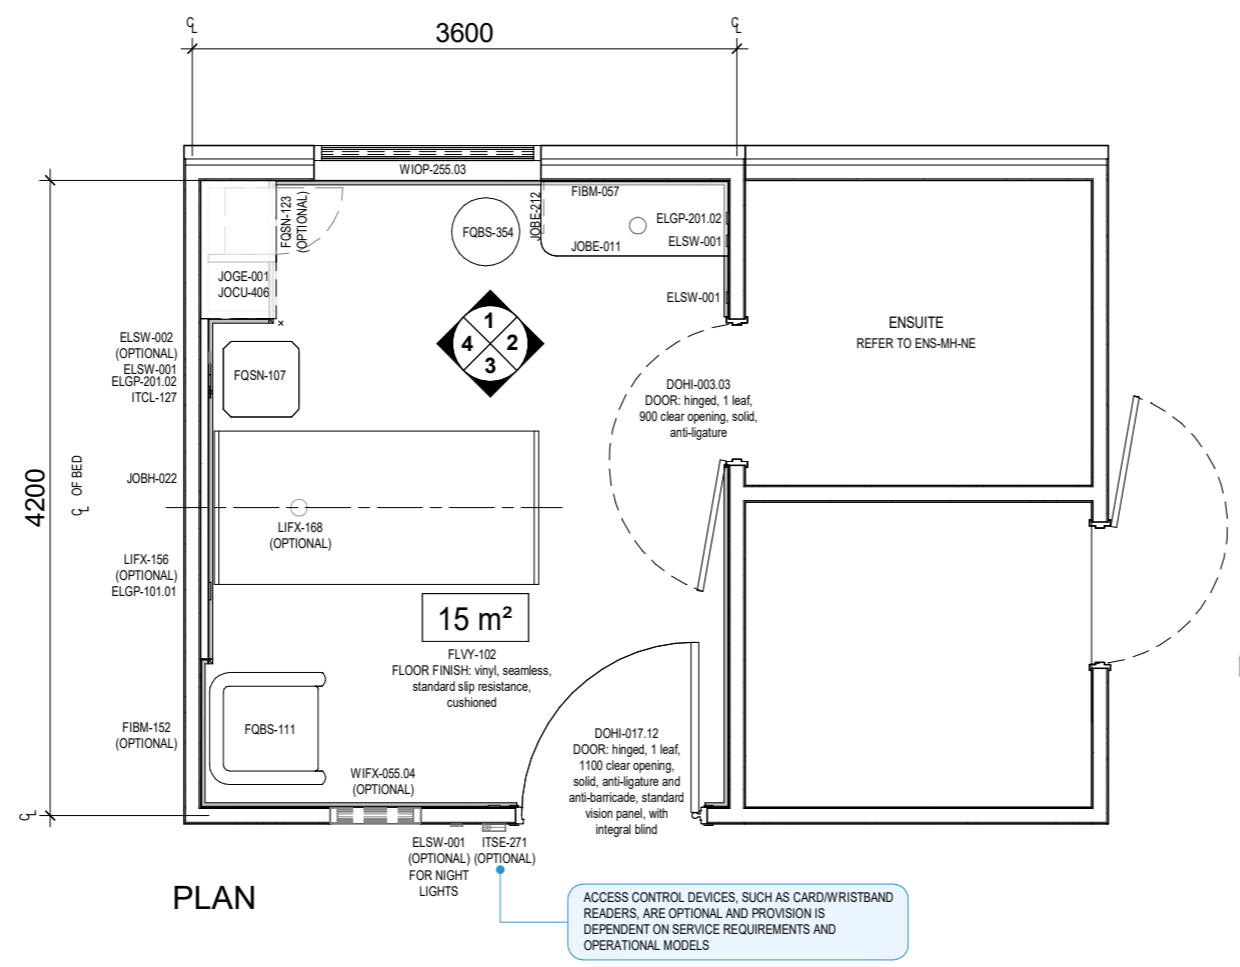 ℄
3600
℄
WIOP-255.03
FQSN-123
(OPTIONAL)
FQBS-354
JOBE-212
FIBM-057
ELGP-201.02
ELSW-001
JOBE-011
JOGE-001
JOCU-406
ELSW-001
1
2
3
4
ENSUITE
REFER TO ENS-MH-NE
ELSW-002
(OPTIONAL)
ELSW-001
ELGP-201.02
ITCL-127
FQSN-107
DOHI-003.03
DOOR: hinged, 1 leaf,
900 clear opening, solid,
anti-ligature
4200
℄ OF BED
JOBH-022
LIFX-168
(OPTIONAL)
LIFX-156
(OPTIONAL)
ELGP-101.01
15 m²
FLVY-102
FLOOR FINISH: vinyl, seamless,
standard slip resistance,
cushioned
FIBM-152
(OPTIONAL)
FQBS-111
WIFX-055.04
(OPTIONAL)
DOHI-017.12
DOOR: hinged, 1 leaf,
1100 clear opening,
solid, anti-ligature and
anti-barricade, standard
vision panel, with
integral blind
℄
ELSW-001
(OPTIONAL)
FOR NIGHT
LIGHTS
ITSE-271
(OPTIONAL)
PLAN
ACCESS CONTROL DEVICES, SUCH AS CARD/WRISTBAND
READERS, ARE OPTIONAL AND PROVISION IS
DEPENDENT ON SERVICE REQUIREMENTS AND
OPERATIONAL MODELS